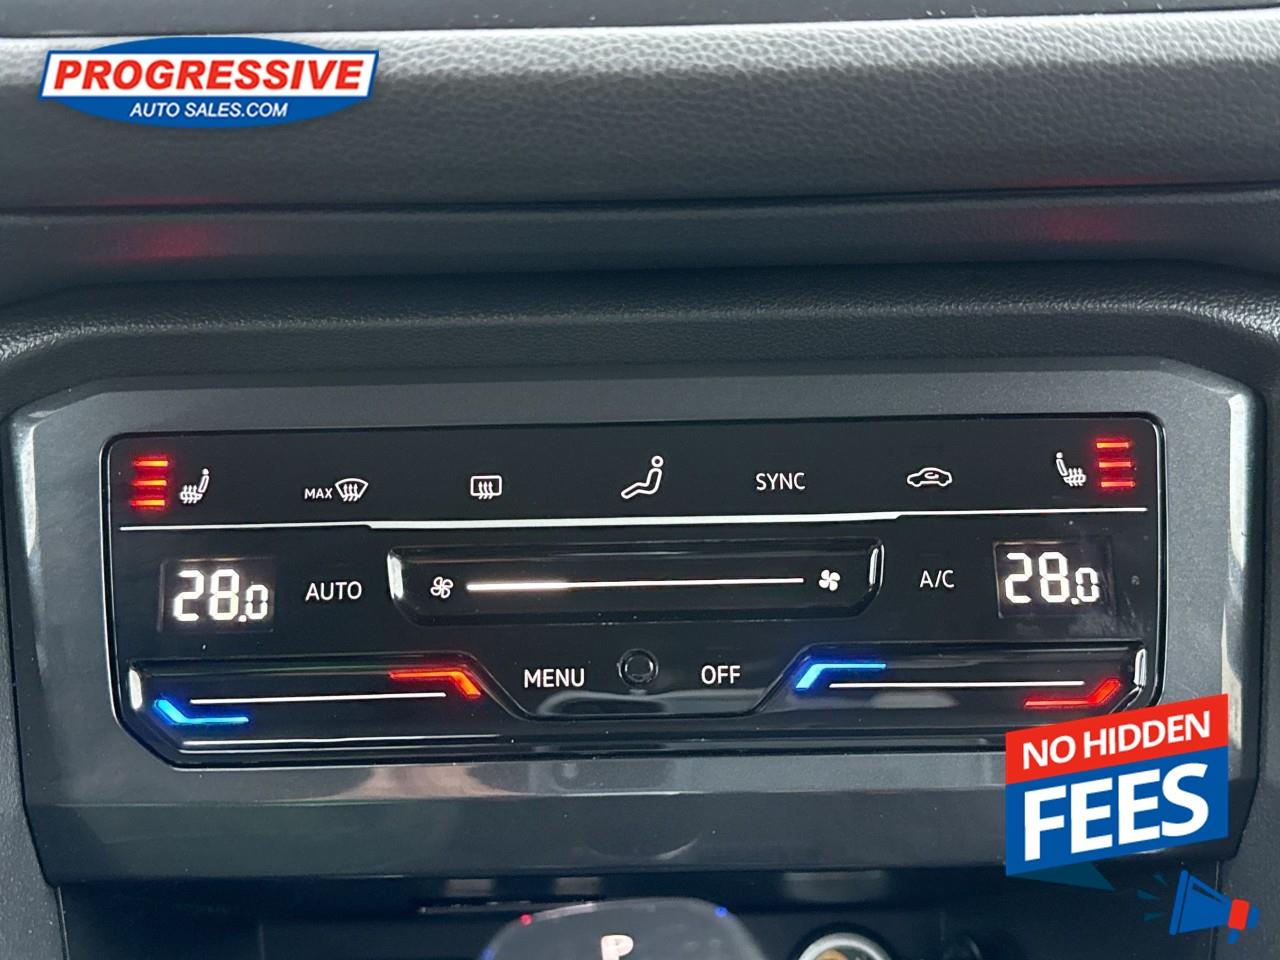 PROGRESSIVE
AUTO SALES.COM
MAX
SYNC
28.0
AUTO
A/C
28.0
MENU
OFF
NO HIDDEN
FEES
P